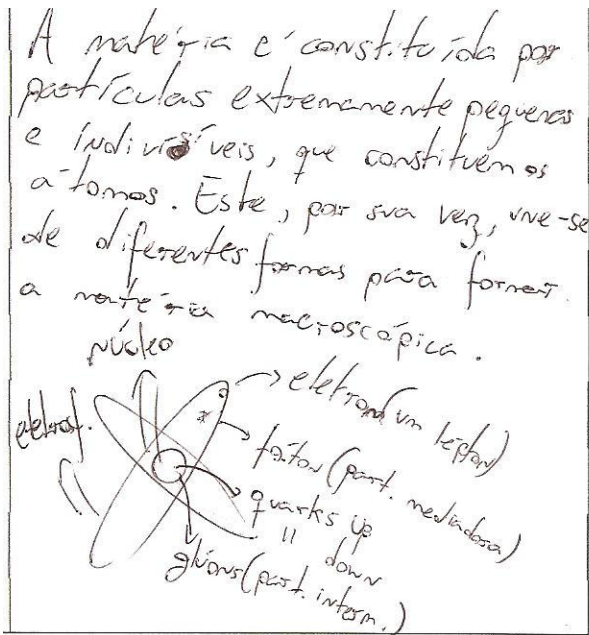 A matéria é constituída por
partículas extremamente pequenas
e indivisíveis, que constituem os
átomos. Este, por sua vez, une-se
de diferentes formas para formar
a matéria macroscópica.
núcleo
eletrosf.
elétron (um lépton)
fóton (part. mediadora)
quarks up
" down
glúons (part. interm.)